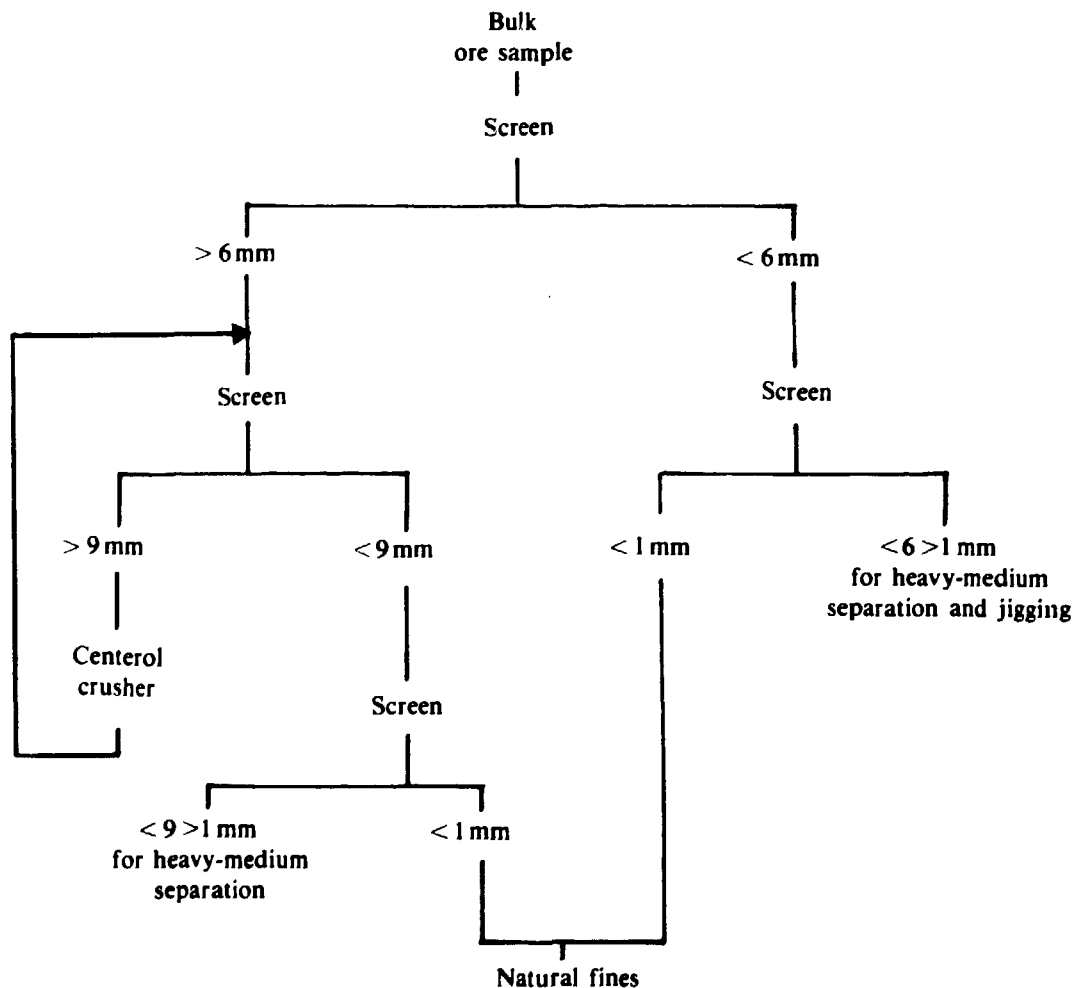 Bulk
ore sample
Screen
> 6 mm
< 6 mm
Screen
Screen
> 9 mm
< 9 mm
< 1 mm
< 6 >1 mm
for heavy-medium
separation and jigging
Centerol
crusher
Screen
< 9 >1 mm
for heavy-medium
separation
< 1 mm
Natural fines